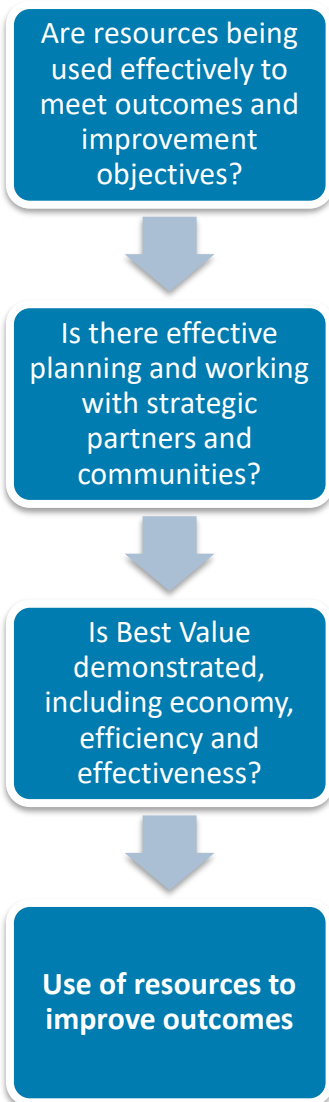 Are resources being
used effectively to
meet outcomes and
improvement
objectives?
Is there effective
planning and working
with strategic
partners and
communities?
Is Best Value
demonstrated,
including economy,
efficiency and
effectiveness?
Use of resources to
improve outcomes